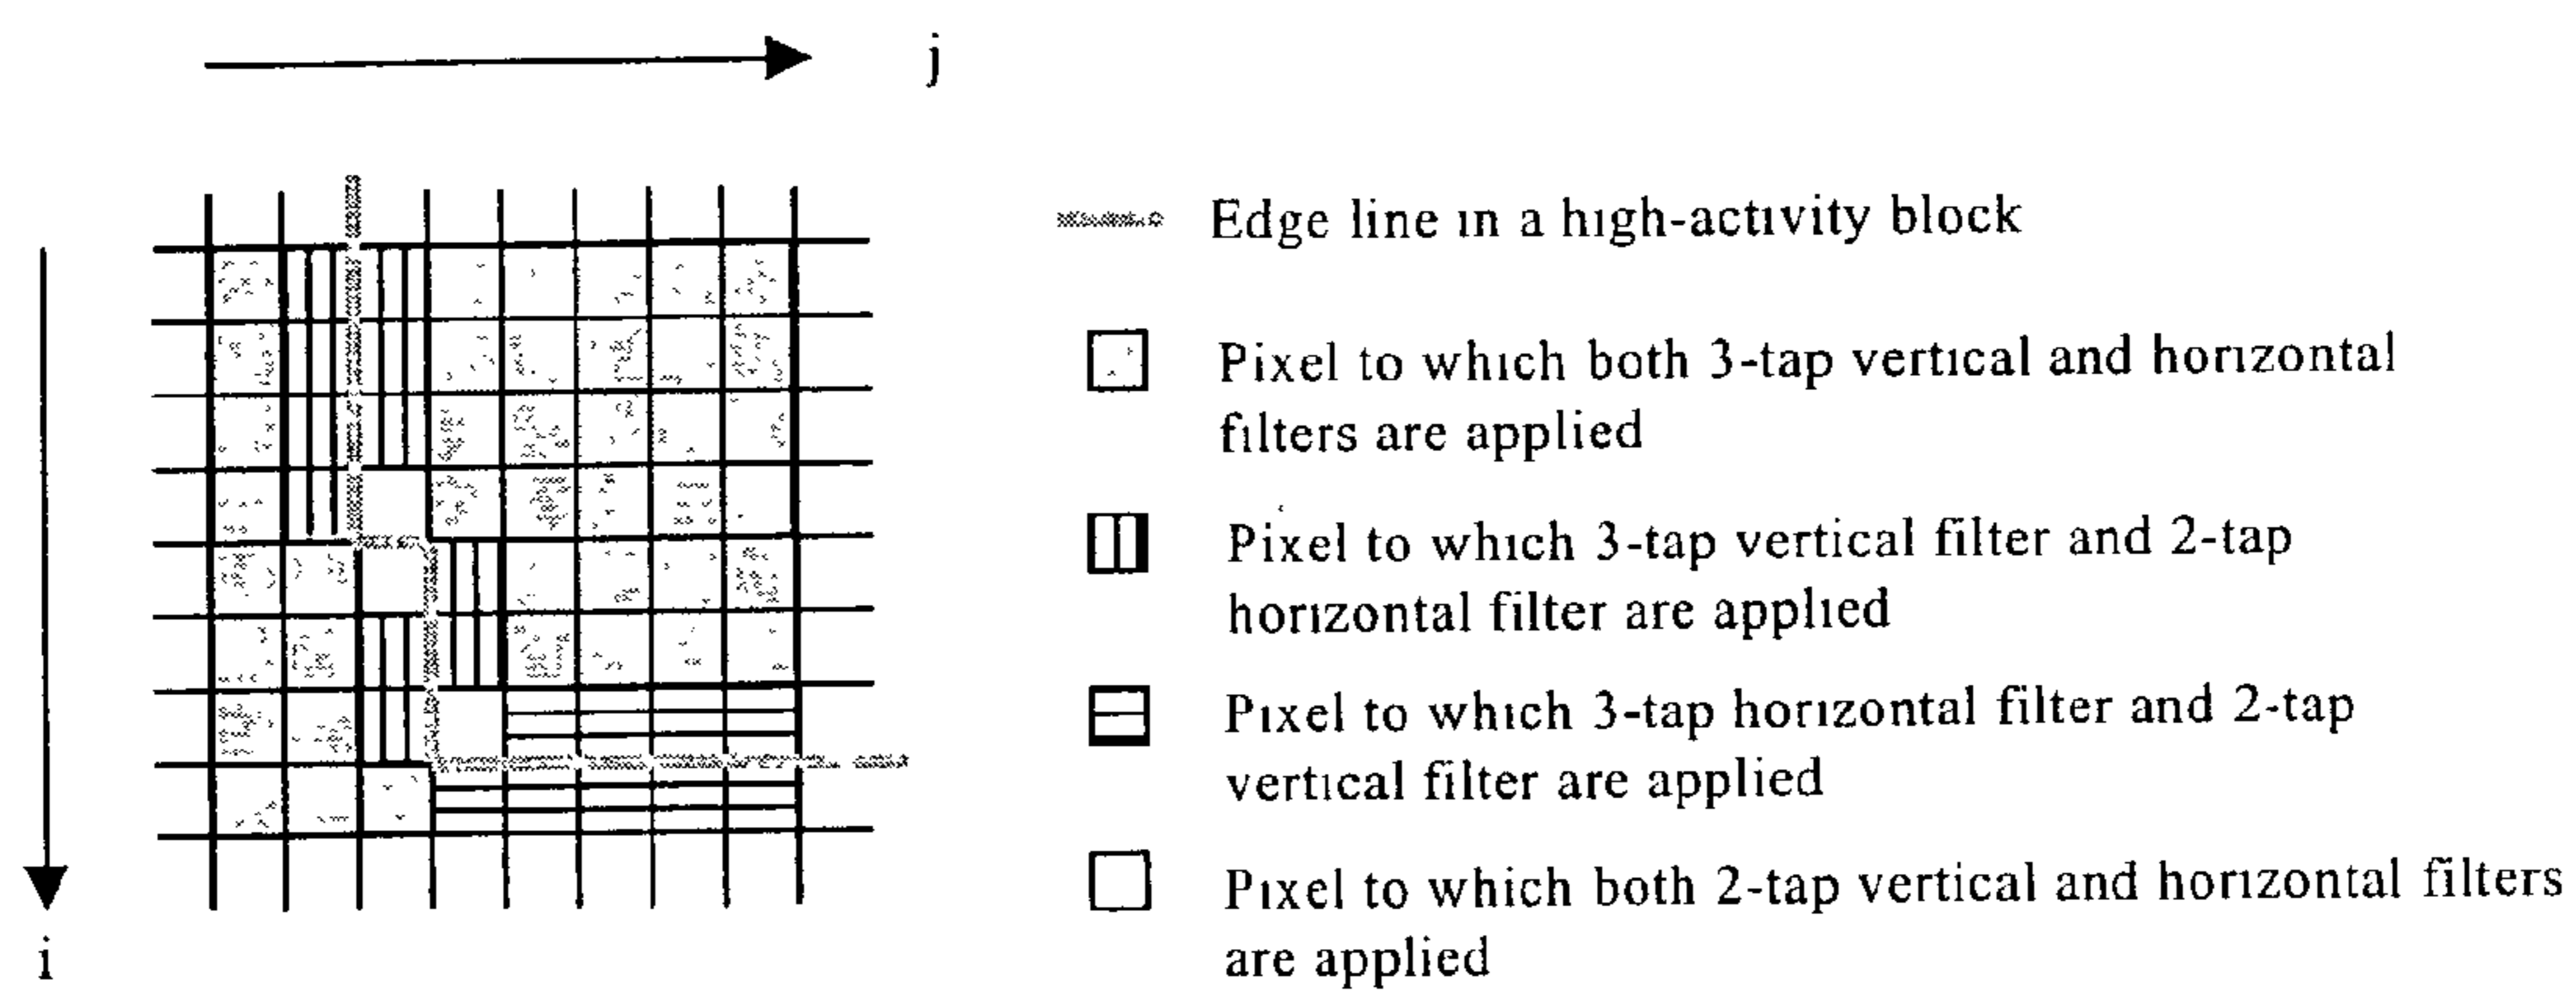 j
Edge line in a high-activity block
Pixel to which both 3-tap vertical and horizontal
filters are applied
Pixel to which 3-tap vertical filter and 2-tap
horizontal filter are applied
Pixel to which 3-tap horizontal filter and 2-tap
vertical filter are applied
Pixel to which both 2-tap vertical and horizontal filters
are applied
i